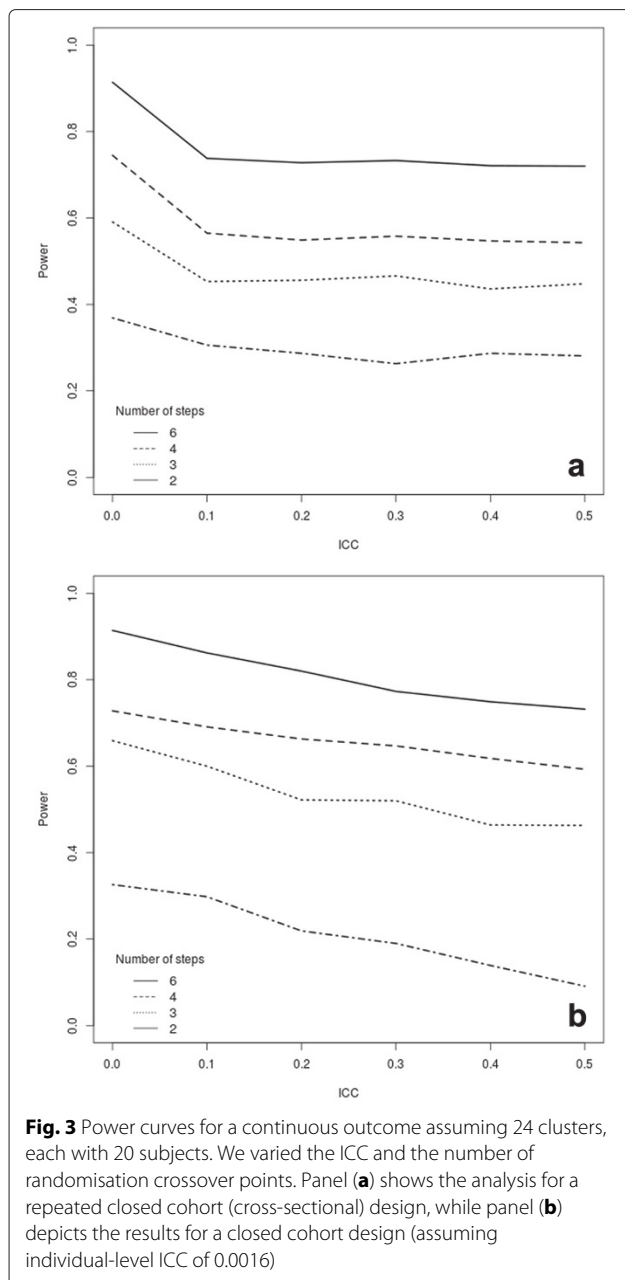 1.0
0.8
0.6
0.4
0.2
0.0
Power
Number of steps
6
4
3
2
a
0.0 0.1 0.2 0.3 0.4 0.5
ICC
1.0
0.8
0.6
0.4
0.2
0.0
Power
Number of steps
6
4
3
2
b
0.0 0.1 0.2 0.3 0.4 0.5
ICC
Fig. 3 Power curves for a continuous outcome assuming 24 clusters,
each with 20 subjects. We varied the ICC and the number of
randomisation crossover points. Panel (a) shows the analysis for a
repeated closed cohort (cross-sectional) design, while panel (b)
depicts the results for a closed cohort design (assuming
individual-level ICC of 0.0016)